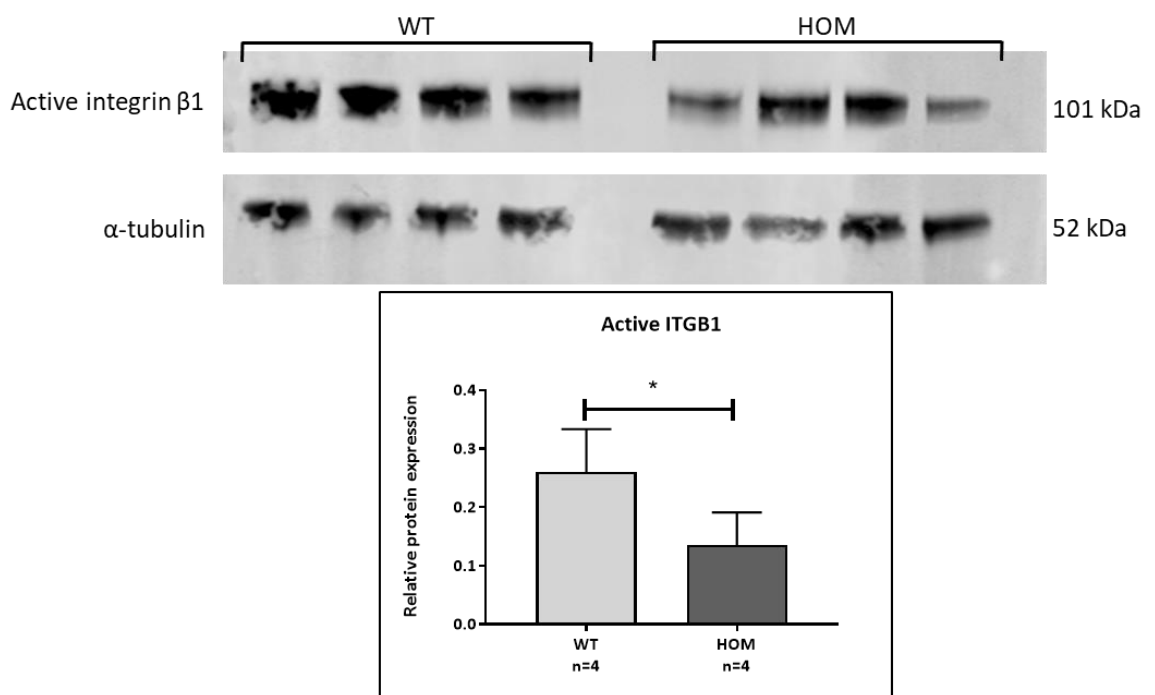 WT HOM
Active integrin β1 101 kDa
α-tubulin 52 kDa
Active ITGB1
*
Relative protein expression
0.4
0.3
0.2
0.1
0.0
WT HOM
n=4 n=4